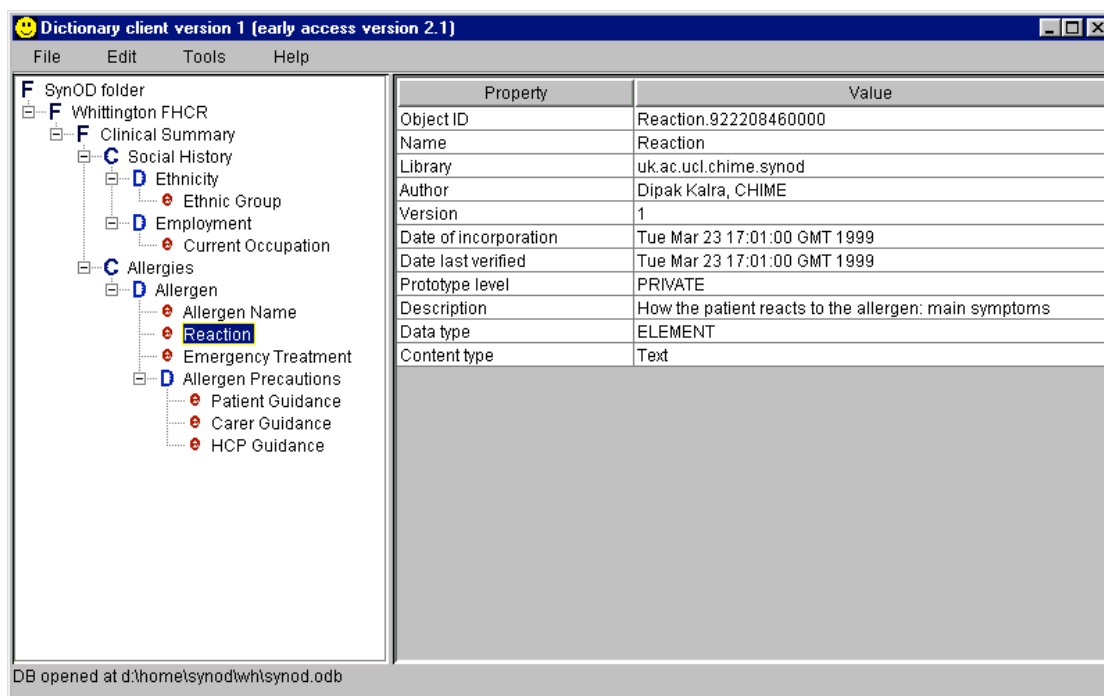 Dictionary client version 1 (early access version 2.1)
File Edit Tools Help
F SynOD folder
F Whittington FHCR
F Clinical Summary
C Social History
D Ethnicity
e Ethnic Group
D Employment
e Current Occupation
C Allergies
D Allergen
e Allergen Name
e Reaction
e Emergency Treatment
D Allergen Precautions
e Patient Guidance
e Carer Guidance
e HCP Guidance
Property Value
Object ID Reaction.922208460000
Name Reaction
Library uk.ac.ucl.chime.synod
Author Dipak Kalra, CHIME
Version 1
Date of incorporation Tue Mar 23 17:01:00 GMT 1999
Date last verified Tue Mar 23 17:01:00 GMT 1999
Prototype level PRIVATE
Description How the patient reacts to the allergen: main symptoms
Data type ELEMENT
Content type Text
DB opened at d:\home\synod\wh\synod.odb